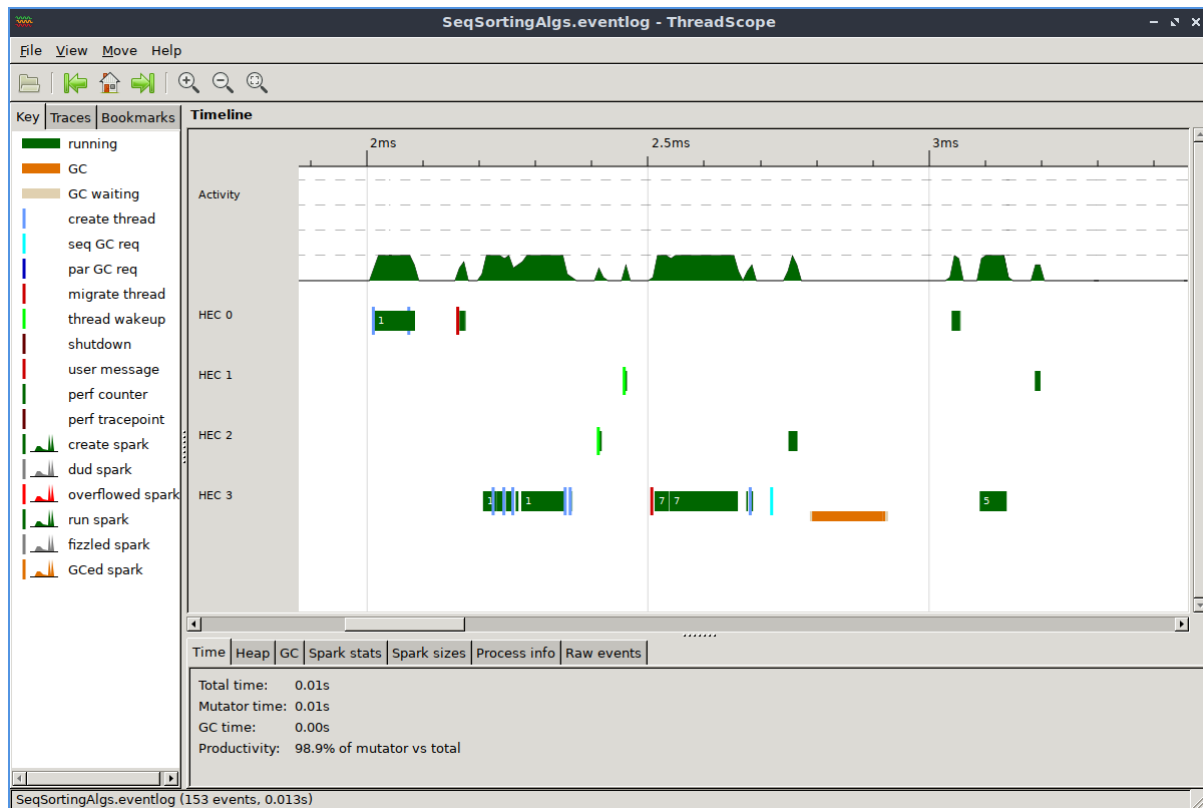 SeqSortingAlgs.eventlog - ThreadScope
File View Move Help
Key Traces Bookmarks
running
GC
GC waiting
create thread
seq GC req
par GC req
migrate thread
thread wakeup
shutdown
user message
perf counter
perf tracepoint
create spark
dud spark
overflowed spark
run spark
fizzled spark
GCed spark
Timeline
2ms 2.5ms 3ms
Activity
HEC 0
1
HEC 1
HEC 2
HEC 3
1 1 7 7 5
Time Heap GC Spark stats Spark sizes Process info Raw events
Total time: 0.01s
Mutator time: 0.01s
GC time: 0.00s
Productivity: 98.9% of mutator vs total
SeqSortingAlgs.eventlog (153 events, 0.013s)